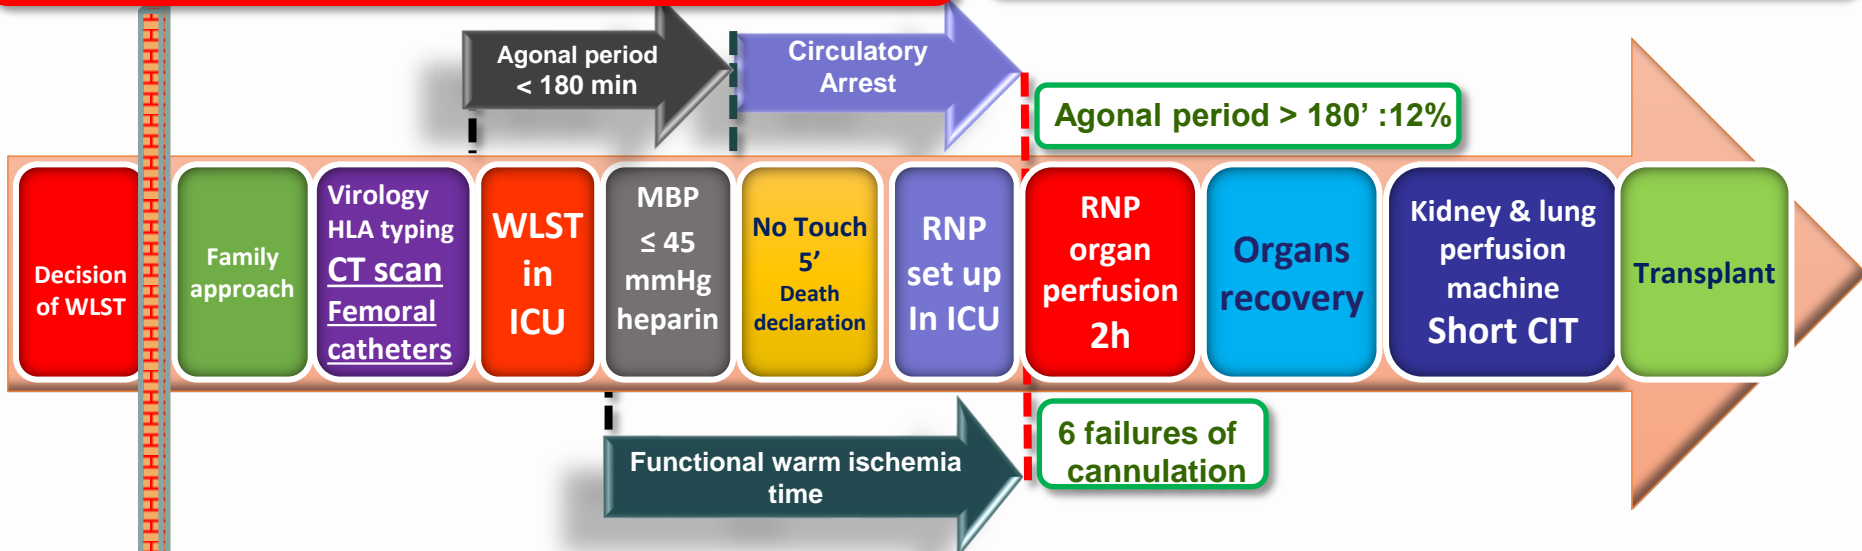 Agonal period
< 180 min
Circulatory
Arrest
Agonal period > 180’ :12%
Decision
of WLST
Family
approach
Virology
HLA typing
CT scan
Femoral
catheters
WLST
in
ICU
MBP
≤ 45
mmHg
heparin
No Touch
5’
Death
declaration
RNP
set up
In ICU
RNP
organ
perfusion
2h
Organs
recovery
Kidney & lung
perfusion
machine
Short CIT
Transplant
Functional warm ischemia
time
6 failures of
cannulation